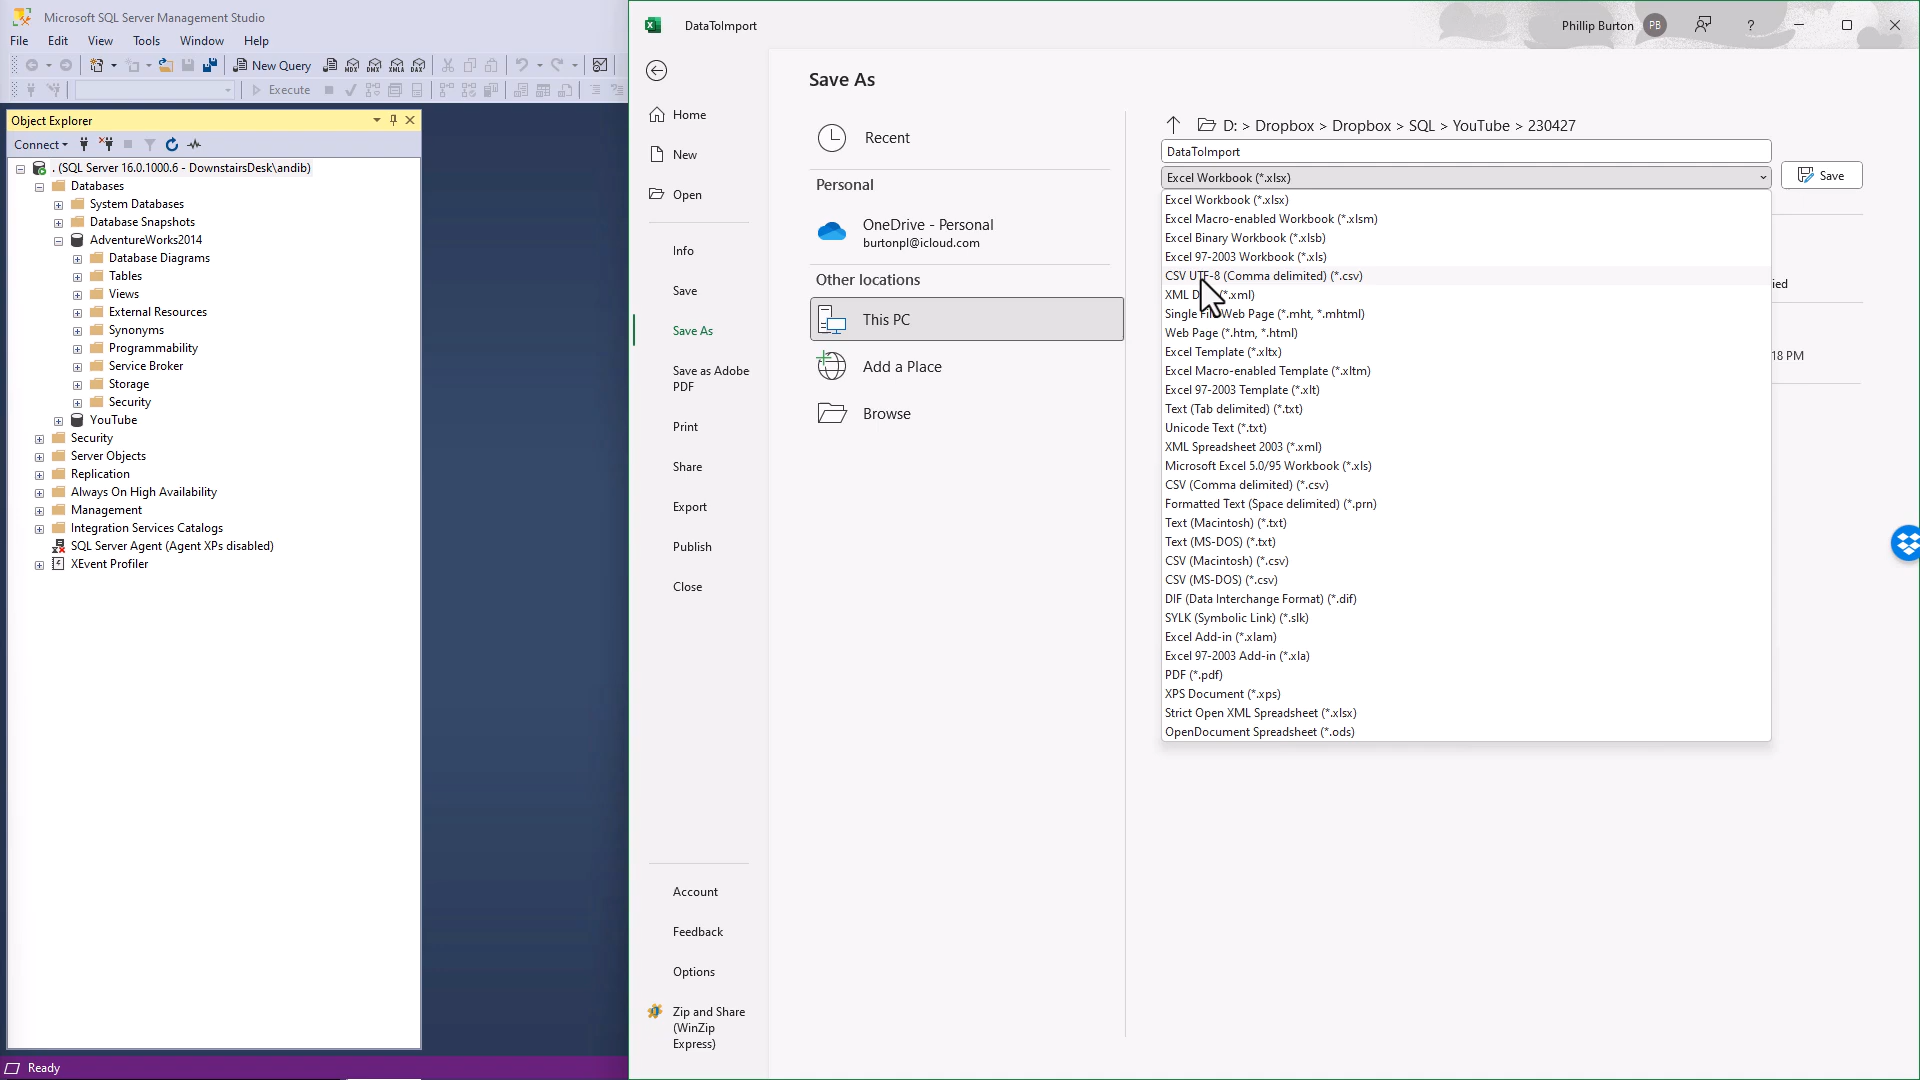 Microsoft SQL Server Management Studio
File Edit View Tools Window Help
New Query
MDX DMX XMLA DAX
Execute
Object Explorer
Connect
. (SQL Server 16.0.1000.6 - DownstairsDesk\andib)
Databases
System Databases
Database Snapshots
AdventureWorks2014
Database Diagrams
Tables
Views
External Resources
Synonyms
Programmability
Service Broker
Storage
Security
YouTube
Security
Server Objects
Replication
Always On High Availability
Management
Integration Services Catalogs
SQL Server Agent (Agent XPs disabled)
XEvent Profiler
Ready
DataToImport
Phillip Burton PB
Home
New
Open
Info
Save
Save As
Save as Adobe
PDF
Print
Share
Export
Publish
Close
Account
Feedback
Options
Zip and Share
(WinZip
Express)
Save As
Recent
Personal
OneDrive - Personal
burtonpl@icloud.com
Other locations
This PC
Add a Place
Browse
D: > Dropbox > Dropbox > SQL > YouTube > 230427
DataToImport
Excel Workbook (*.xlsx)
Save
Excel Workbook (*.xlsx)
Excel Macro-enabled Workbook (*.xlsm)
Excel Binary Workbook (*.xlsb)
Excel 97-2003 Workbook (*.xls)
CSV UTF-8 (Comma delimited) (*.csv)
XML (*.xml)
Single Web Page (*.mht, *.mhtml)
Web Page (*.htm, *.html)
Excel Template (*.xltx)
Excel Macro-enabled Template (*.xltm)
Excel 97-2003 Template (*.xlt)
Text (Tab delimited) (*.txt)
Unicode Text (*.txt)
XML Spreadsheet 2003 (*.xml)
Microsoft Excel 5.0/95 Workbook (*.xls)
CSV (Comma delimited) (*.csv)
Formatted Text (Space delimited) (*.prn)
Text (Macintosh) (*.txt)
Text (MS-DOS) (*.txt)
CSV (Macintosh) (*.csv)
CSV (MS-DOS) (*.csv)
DIF (Data Interchange Format) (*.dif)
SYLK (Symbolic Link) (*.slk)
Excel Add-in (*.xlam)
Excel 97-2003 Add-in (*.xla)
PDF (*.pdf)
XPS Document (*.xps)
Strict Open XML Spreadsheet (*.xlsx)
OpenDocument Spreadsheet (*.ods)
ied
18 PM